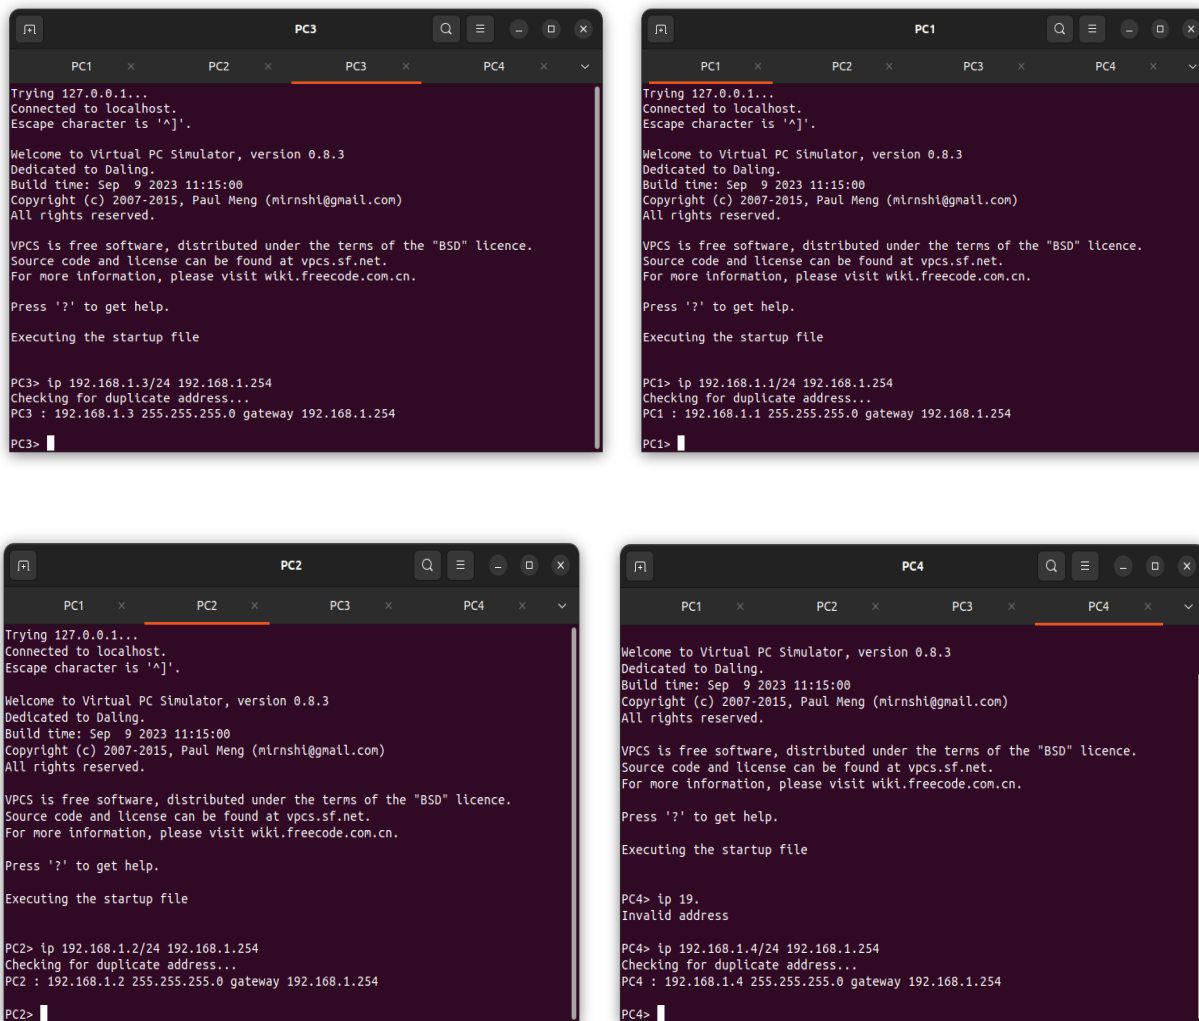 PC3
PC1 × PC2 × PC3 × PC4 ×
Trying 127.0.0.1...
Connected to localhost.
Escape character is '^]'.
Welcome to Virtual PC Simulator, version 0.8.3
Dedicated to Daling.
Build time: Sep  9 2023 11:15:00
Copyright (c) 2007-2015, Paul Meng (mirnshi@gmail.com)
All rights reserved.
VPCS is free software, distributed under the terms of the "BSD" licence.
Source code and license can be found at vpcs.sf.net.
For more information, please visit wiki.freecode.com.cn.
Press '?' to get help.
Executing the startup file
PC3> ip 192.168.1.3/24 192.168.1.254
Checking for duplicate address...
PC3 : 192.168.1.3 255.255.255.0 gateway 192.168.1.254
PC3>
PC1
PC1 × PC2 × PC3 × PC4 ×
Trying 127.0.0.1...
Connected to localhost.
Escape character is '^]'.
Welcome to Virtual PC Simulator, version 0.8.3
Dedicated to Daling.
Build time: Sep  9 2023 11:15:00
Copyright (c) 2007-2015, Paul Meng (mirnshi@gmail.com)
All rights reserved.
VPCS is free software, distributed under the terms of the "BSD" licence.
Source code and license can be found at vpcs.sf.net.
For more information, please visit wiki.freecode.com.cn.
Press '?' to get help.
Executing the startup file
PC1> ip 192.168.1.1/24 192.168.1.254
Checking for duplicate address...
PC1 : 192.168.1.1 255.255.255.0 gateway 192.168.1.254
PC1>
PC2
PC1 × PC2 × PC3 × PC4 ×
Trying 127.0.0.1...
Connected to localhost.
Escape character is '^]'.
Welcome to Virtual PC Simulator, version 0.8.3
Dedicated to Daling.
Build time: Sep  9 2023 11:15:00
Copyright (c) 2007-2015, Paul Meng (mirnshi@gmail.com)
All rights reserved.
VPCS is free software, distributed under the terms of the "BSD" licence.
Source code and license can be found at vpcs.sf.net.
For more information, please visit wiki.freecode.com.cn.
Press '?' to get help.
Executing the startup file
PC2> ip 192.168.1.2/24 192.168.1.254
Checking for duplicate address...
PC2 : 192.168.1.2 255.255.255.0 gateway 192.168.1.254
PC2>
PC4
PC1 × PC2 × PC3 × PC4 ×
Welcome to Virtual PC Simulator, version 0.8.3
Dedicated to Daling.
Build time: Sep  9 2023 11:15:00
Copyright (c) 2007-2015, Paul Meng (mirnshi@gmail.com)
All rights reserved.
VPCS is free software, distributed under the terms of the "BSD" licence.
Source code and license can be found at vpcs.sf.net.
For more information, please visit wiki.freecode.com.cn.
Press '?' to get help.
Executing the startup file
PC4> ip 19.
Invalid address
PC4> ip 192.168.1.4/24 192.168.1.254
Checking for duplicate address...
PC4 : 192.168.1.4 255.255.255.0 gateway 192.168.1.254
PC4>